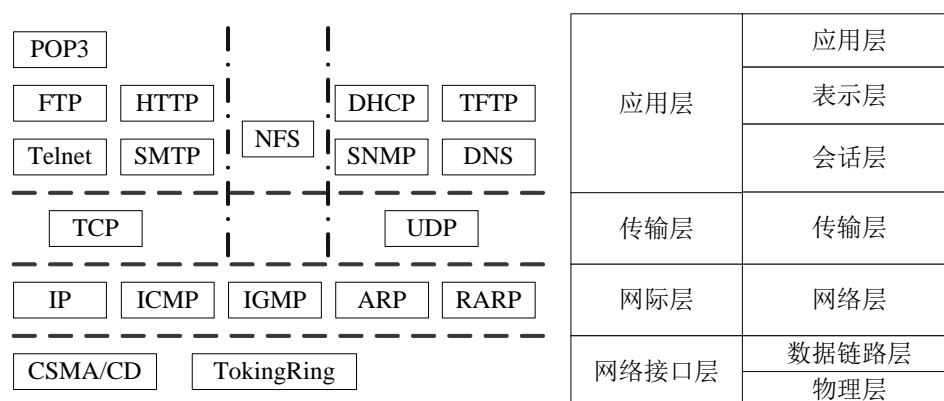 POP3
FTP HTTP DHCP TFTP
NFS
Telnet SMTP SNMP DNS
TCP UDP
IP ICMP IGMP ARP RARP
CSMA/CD TokingRing
应用层 应用层
表示层
会话层
传输层 传输层
网际层 网络层
网络接口层 数据链路层
物理层